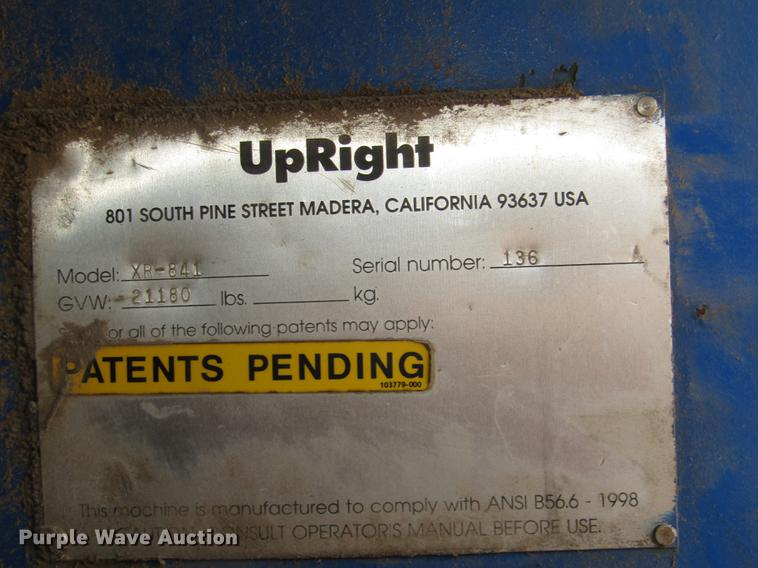 UpRight
801 SOUTH PINE STREET MADERA, CALIFORNIA 93637 USA
Model: XR-841 Serial number: 136 A
GVW: 21180 lbs. kg.
or all of the following patents may apply:
PATENTS PENDING
103779-000
This machine is manufactured to comply with ANSI B56.6 - 1998
CONSULT OPERATOR'S MANUAL BEFORE USE.
Purple Wave Auction